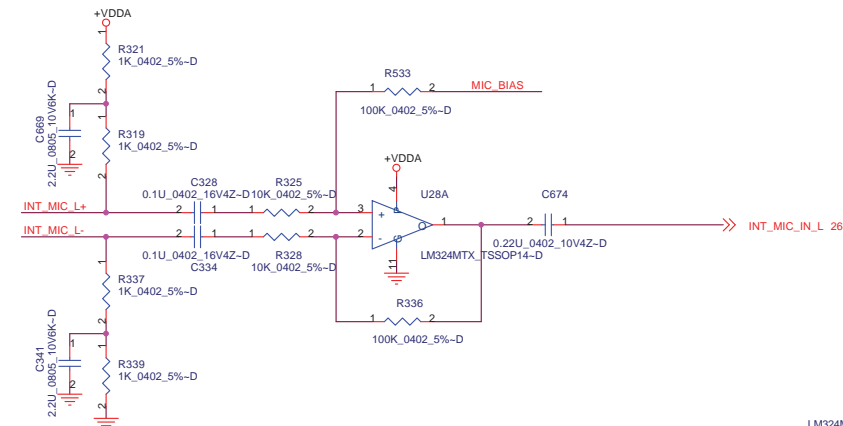 +VDDA
1
R321
1K_0402_5%~D
2
C669
2.2U_0805_10V6K~D
1
2
1
R319
1K_0402_5%~D
2
R533
1
2
MIC_BIAS
100K_0402_5%~D
+VDDA
C328
R325
0.1U_0402_16V4Z~D
10K_0402_5%~D
4
U28A
C674
INT_MIC_L+
2
1
1
2
3
+
P
O
1
2
1
INT_MIC_IN_L 26
INT_MIC_L-
2
1
1
2
2
-
G
0.22U_0402_10V4Z~D
0.1U_0402_16V4Z~D
R328
11
LM324MTX_TSSOP14~D
C334
10K_0402_5%~D
1
R337
1K_0402_5%~D
2
R336
1
2
100K_0402_5%~D
C341
2.2U_0805_10V6K~D
1
2
1
R339
1K_0402_5%~D
2